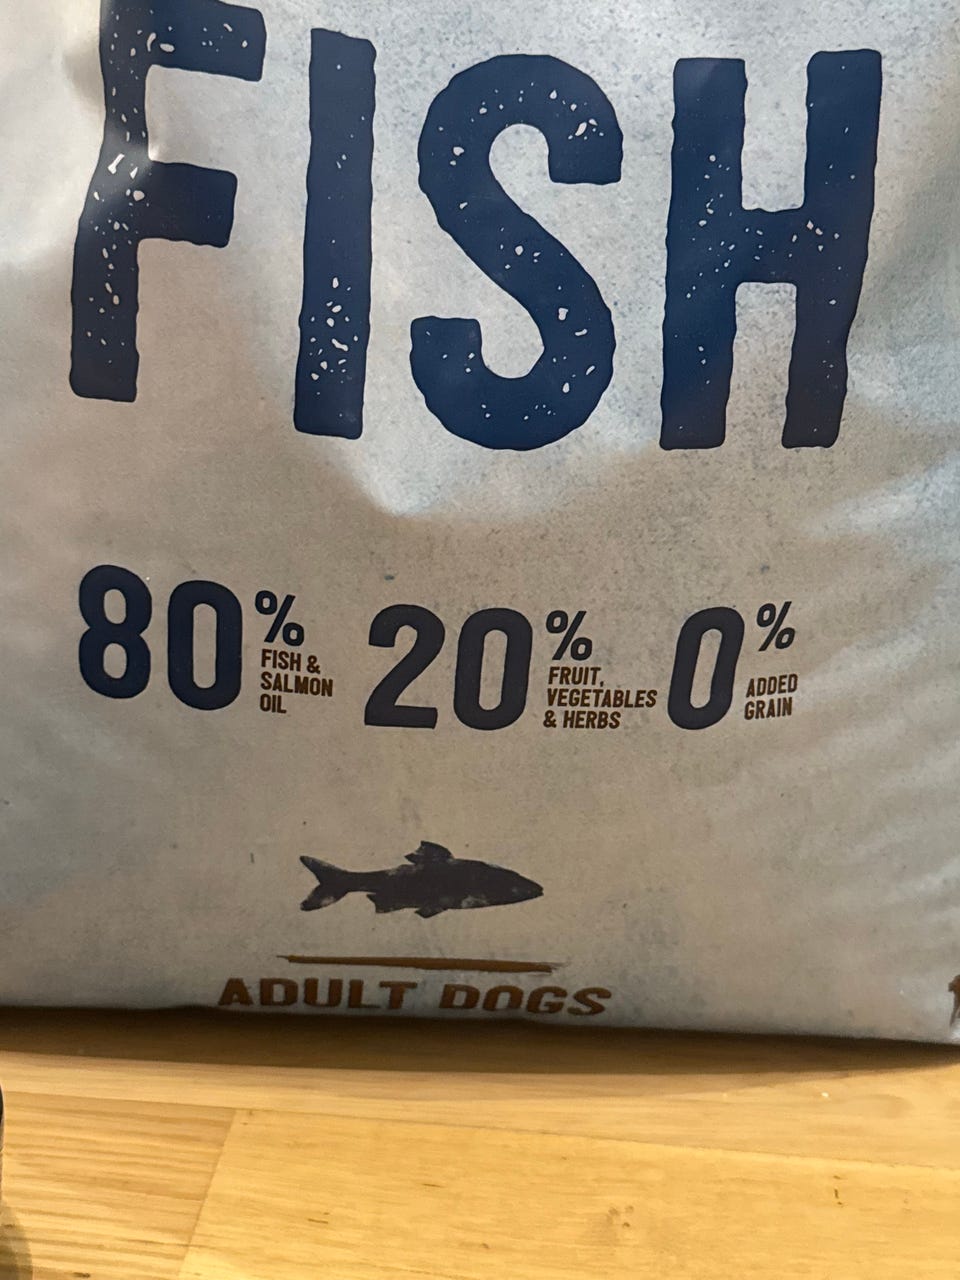 FISH
80% FISH & SALMON OIL
20% FRUIT, VEGETABLES & HERBS
0% ADDED GRAIN
ADULT DOGS